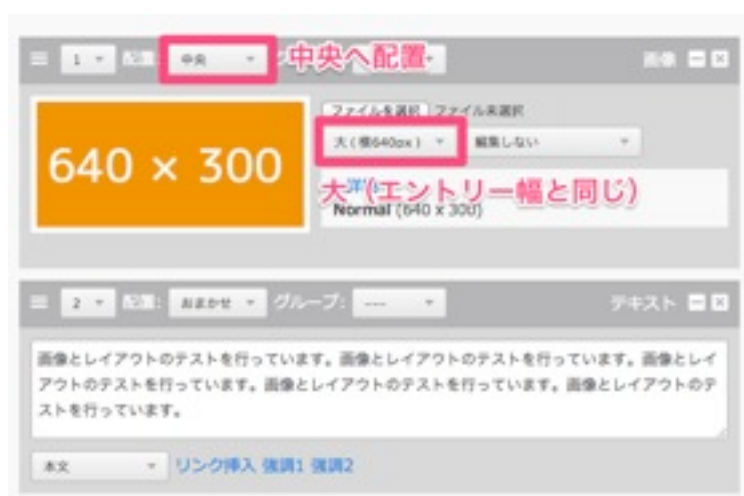 1 配置: 中央 中央へ配置 画像
ファイルを選択 ファイル未選択
640 × 300
大(横640px) 編集しない
大(エントリー幅と同じ)
Normal (640 x 300)
2 配置: おまかせ グループ: --- テキスト
画像とレイアウトのテストを行っています。画像とレイアウトのテストを行っています。画像とレイ
アウトのテストを行っています。画像とレイアウトのテストを行っています。画像とレイアウトのテ
ストを行っています。
本文 リンク挿入 強調1 強調2